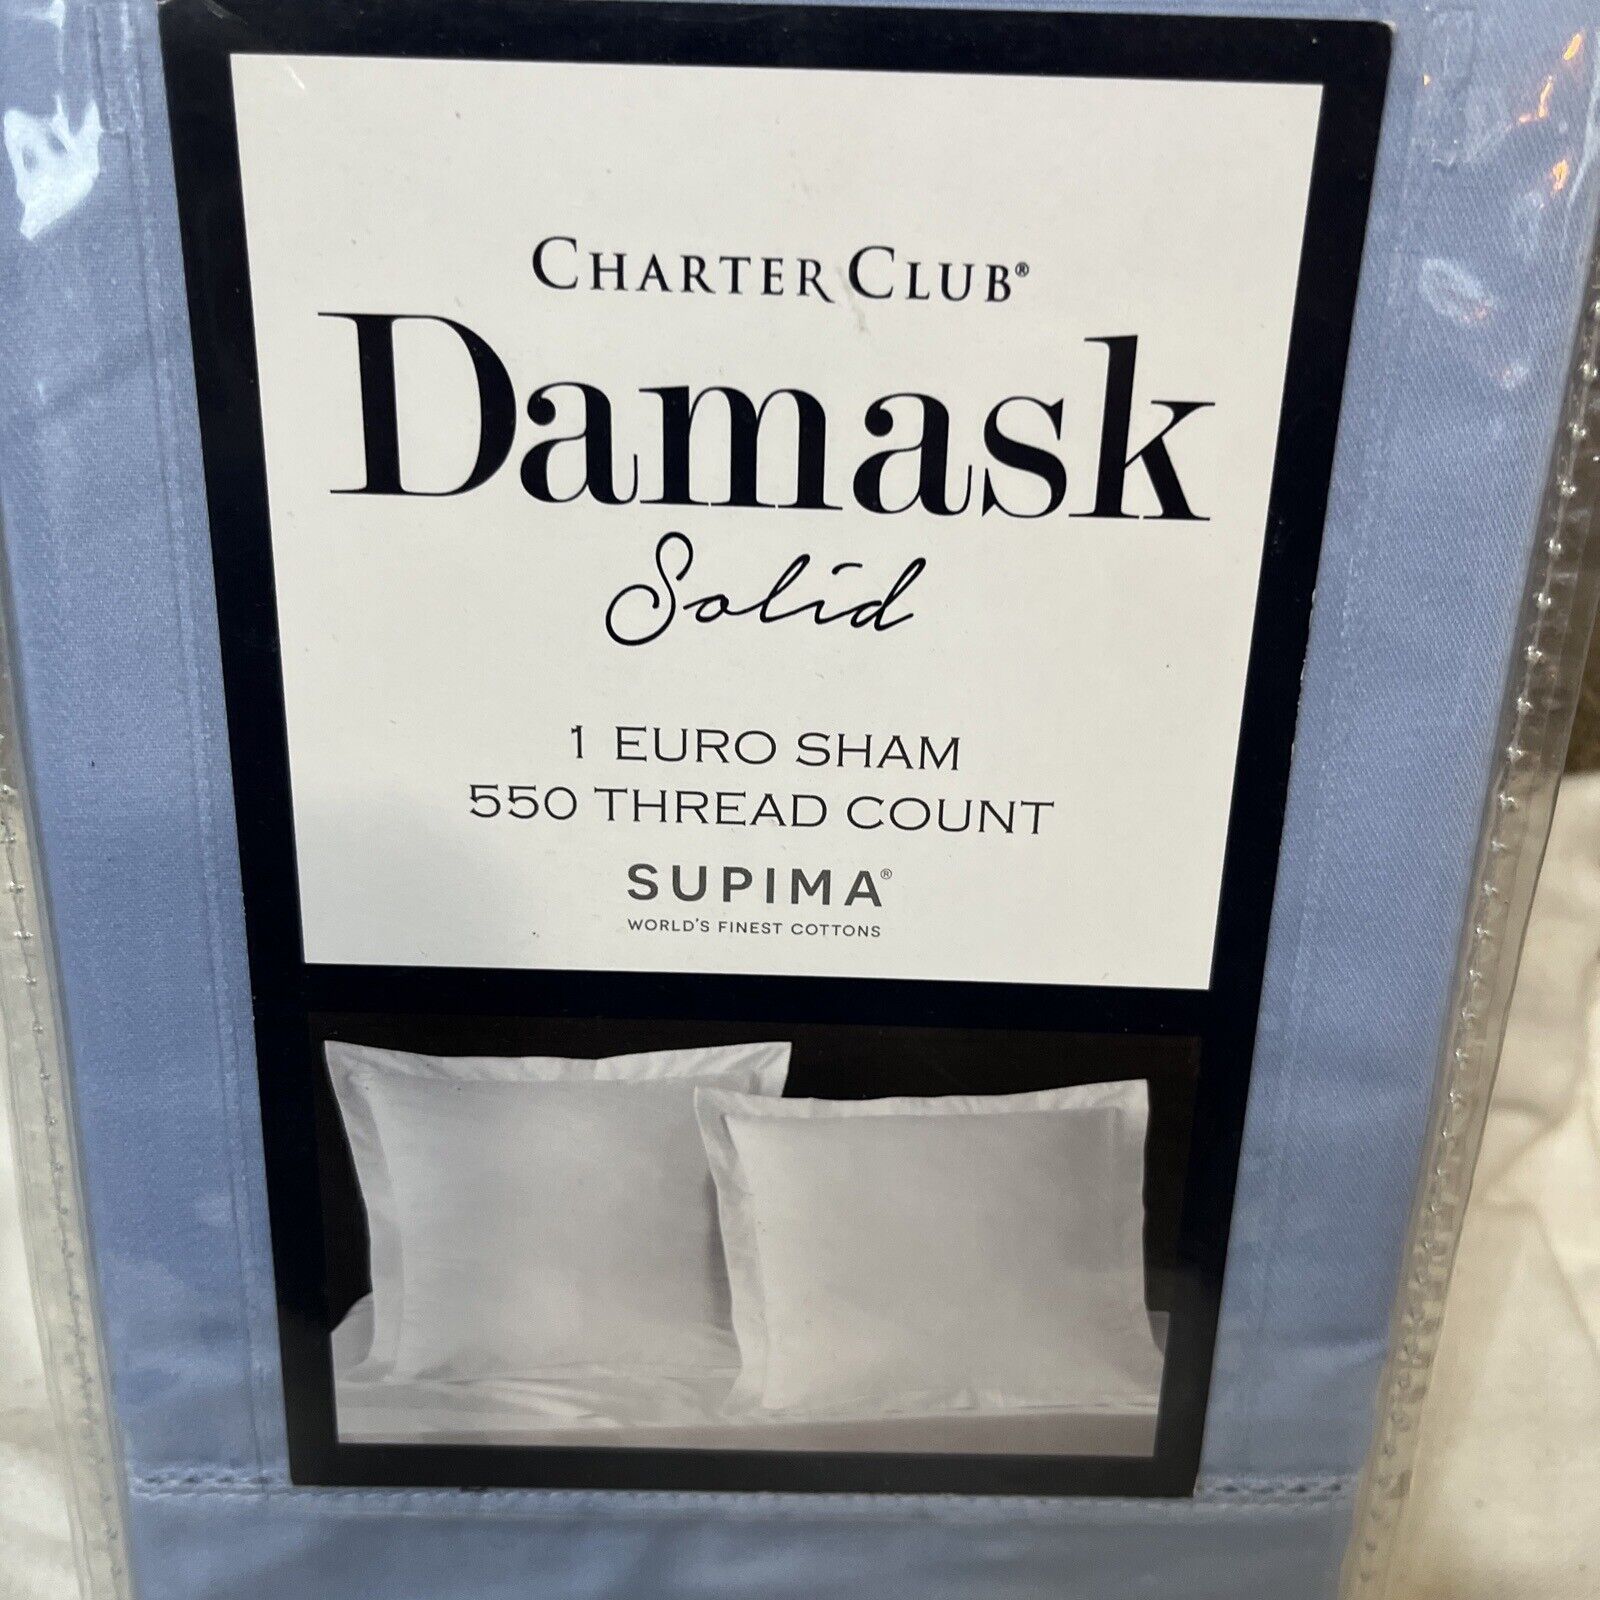 CHARTER CLUB®
Damask
Solid
1 EURO SHAM
550 THREAD COUNT
SUPIMA®
WORLD'S FINEST COTTONS